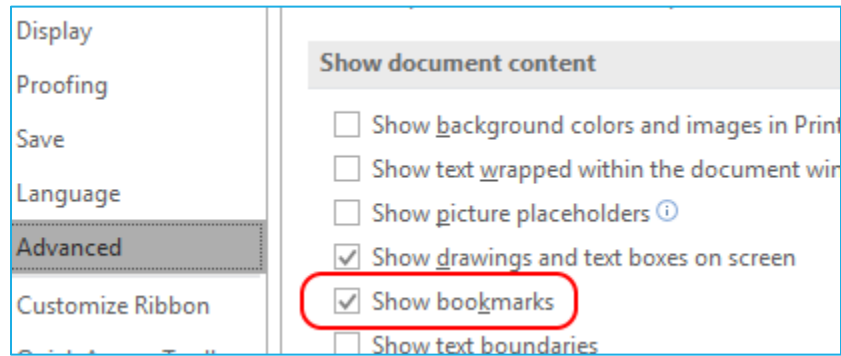 Display
Proofing
Save
Language
Advanced
Customize Ribbon
Show document content
Show background colors and images in Print
Show text wrapped within the document win
Show picture placeholders
Show drawings and text boxes on screen
Show bookmarks
Show text boundaries